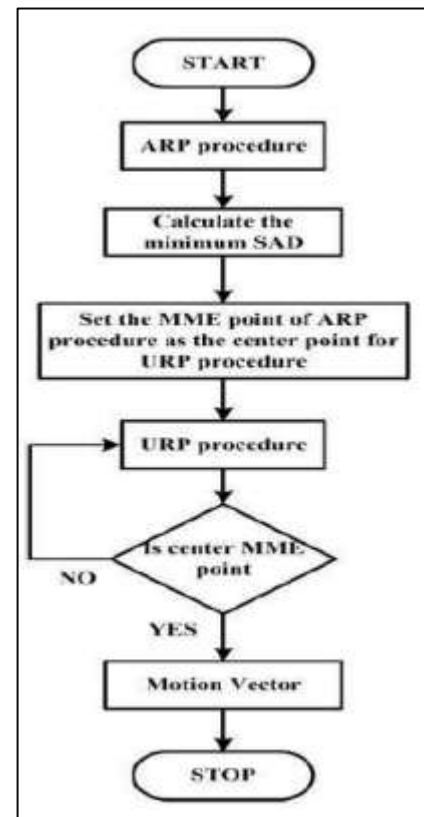 START
ARP procedure
Calculate the
minimum SAD
Set the MME point of ARP
procedure as the center point for
URP procedure
URP procedure
Is center MME
point
NO
YES
Motion Vector
STOP